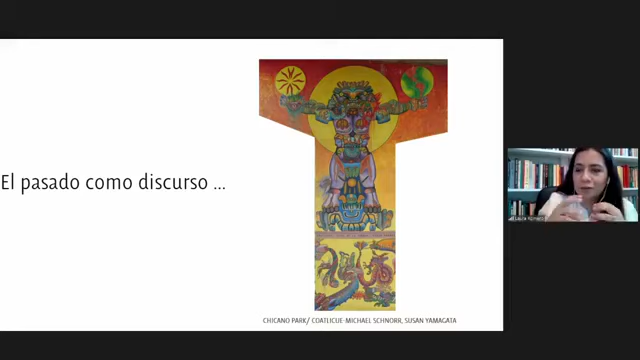 El pasado como discurso ...
CHICANO PARK/ COATLICUE-MICHAEL SCHNORR, SUSAN YAMAGATA